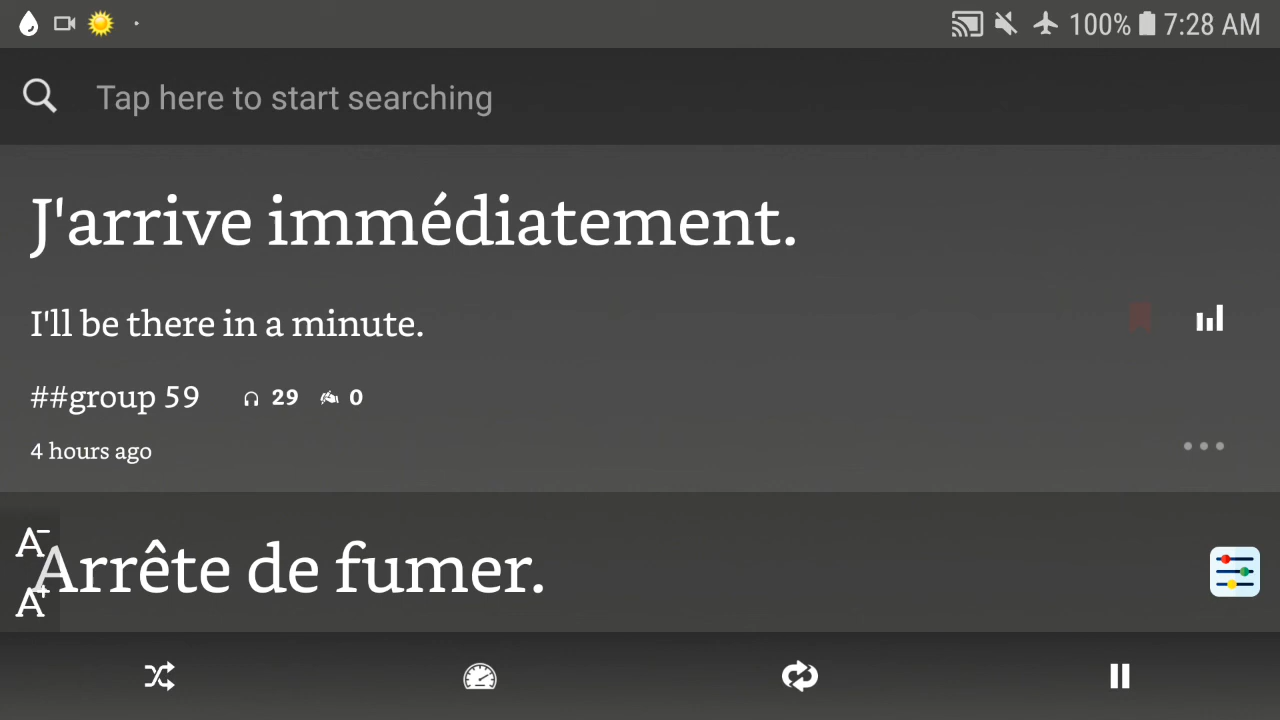 100% 7:28 AM
Tap here to start searching
J'arrive immédiatement.
I'll be there in a minute.
##group 59 29 0
4 hours ago
A-
Arrête de fumer.
A+